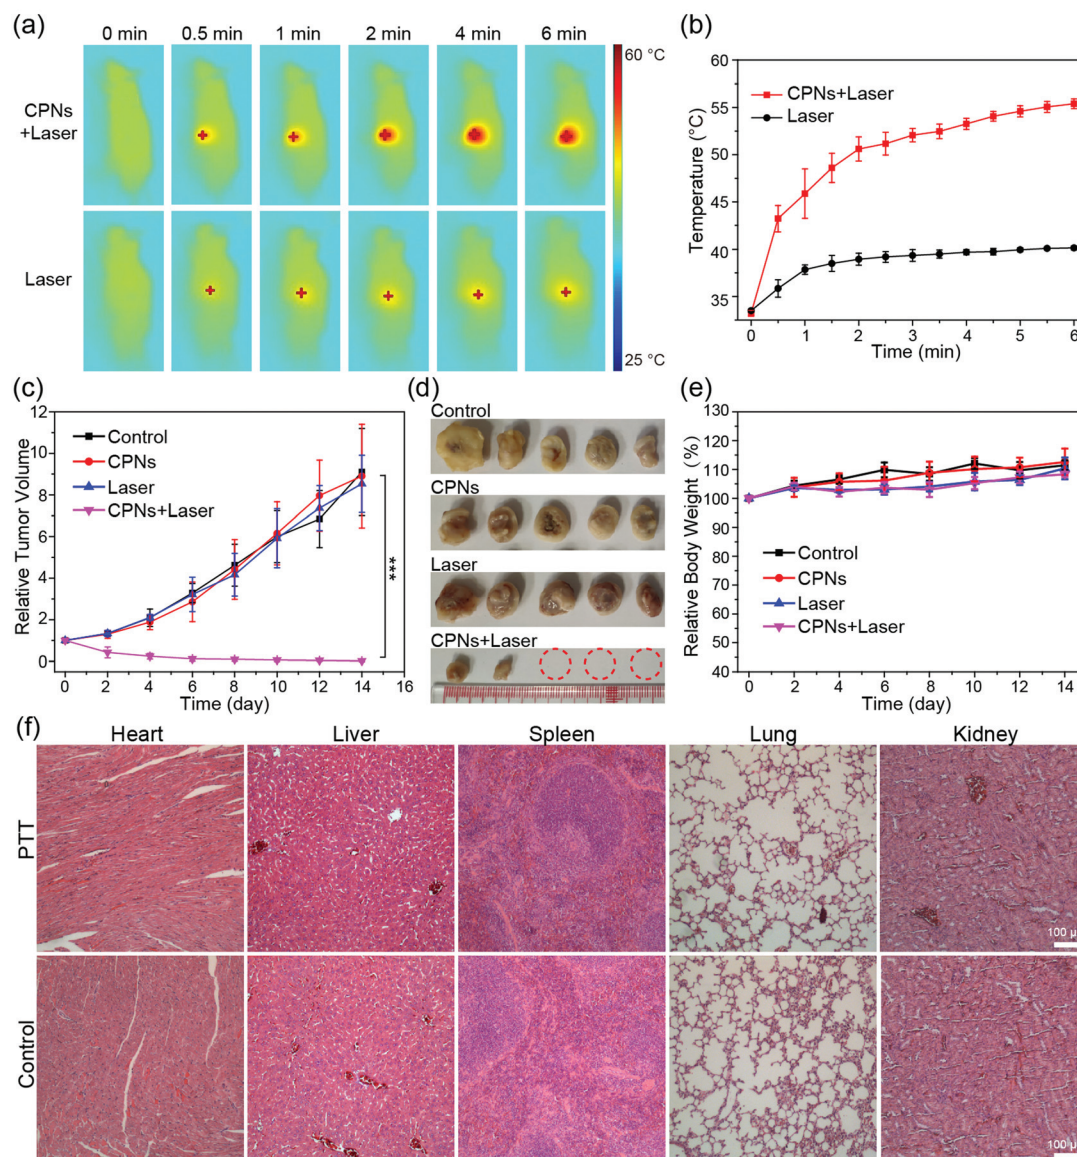 (a)
0 min 0.5 min 1 min 2 min 4 min 6 min
CPNs
+Laser
Laser
60 °C
25 °C
(b)
CPNs+Laser
Laser
Temperature (°C)
55
50
45
40
35
0 1 2 3 4 5 6
Time (min)
(c)
Control
CPNs
Laser
CPNs+Laser
***
Relative Tumor Volume
12
10
8
6
4
2
0
0 2 4 6 8 10 12 14 16
Time (day)
(d)
Control
CPNs
Laser
CPNs+Laser
(e)
Relative Body Weight (%)
130
120
110
100
90
80
70
60
50
40
Control
CPNs
Laser
CPNs+Laser
0 2 4 6 8 10 12 14
Time (day)
(f)
Heart Liver Spleen Lung Kidney
PTT
100 µ
Control
100 µ